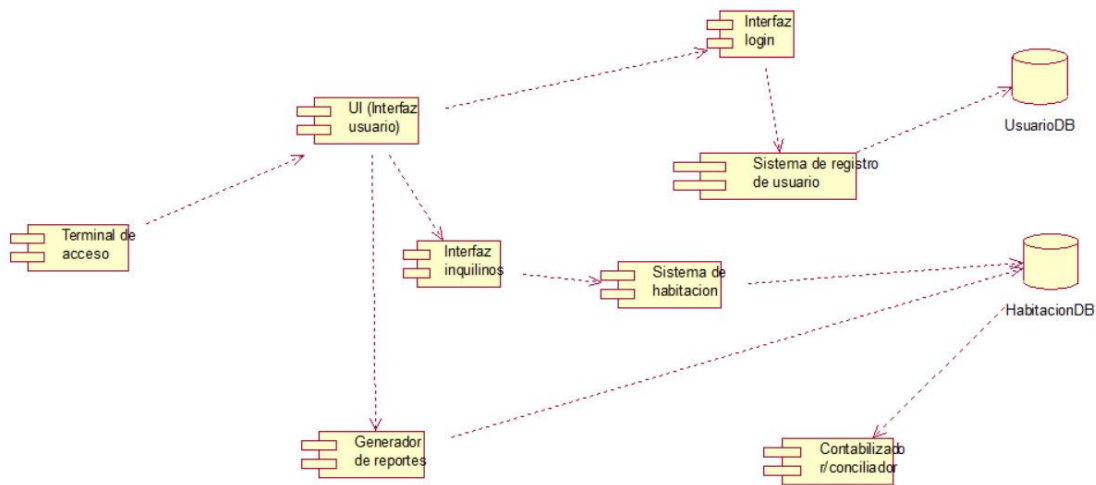 Interfaz
login
UI (Interfaz
usuario)
UsuarioDB
Sistema de registro
de usuario
Terminal de
acceso
Interfaz
inquilinos
Sistema de
habitacion
HabitacionDB
Generador
de reportes
Contabilizado
r/conciliador